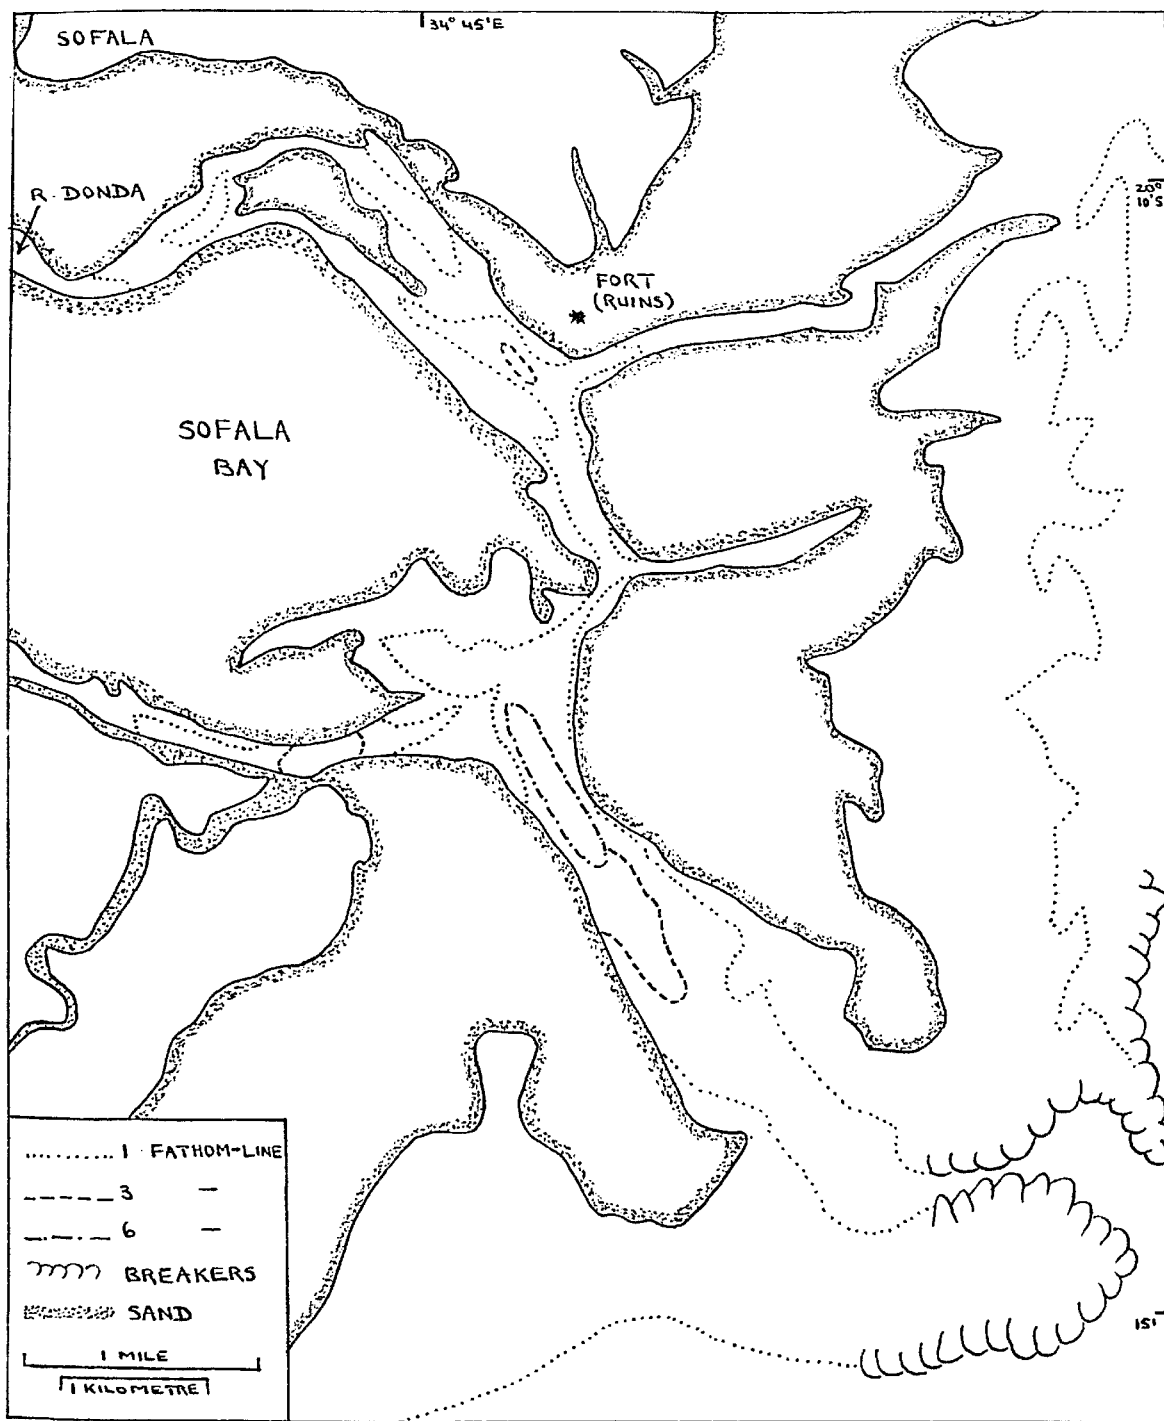 34° 45'E
SOFALA
R. DONDA
20°
10'S
FORT
(RUINS)
SOFALA
BAY
1 FATHOM-LINE
3 —
6 —
BREAKERS
SAND
1 MILE
1 KILOMETRE
151